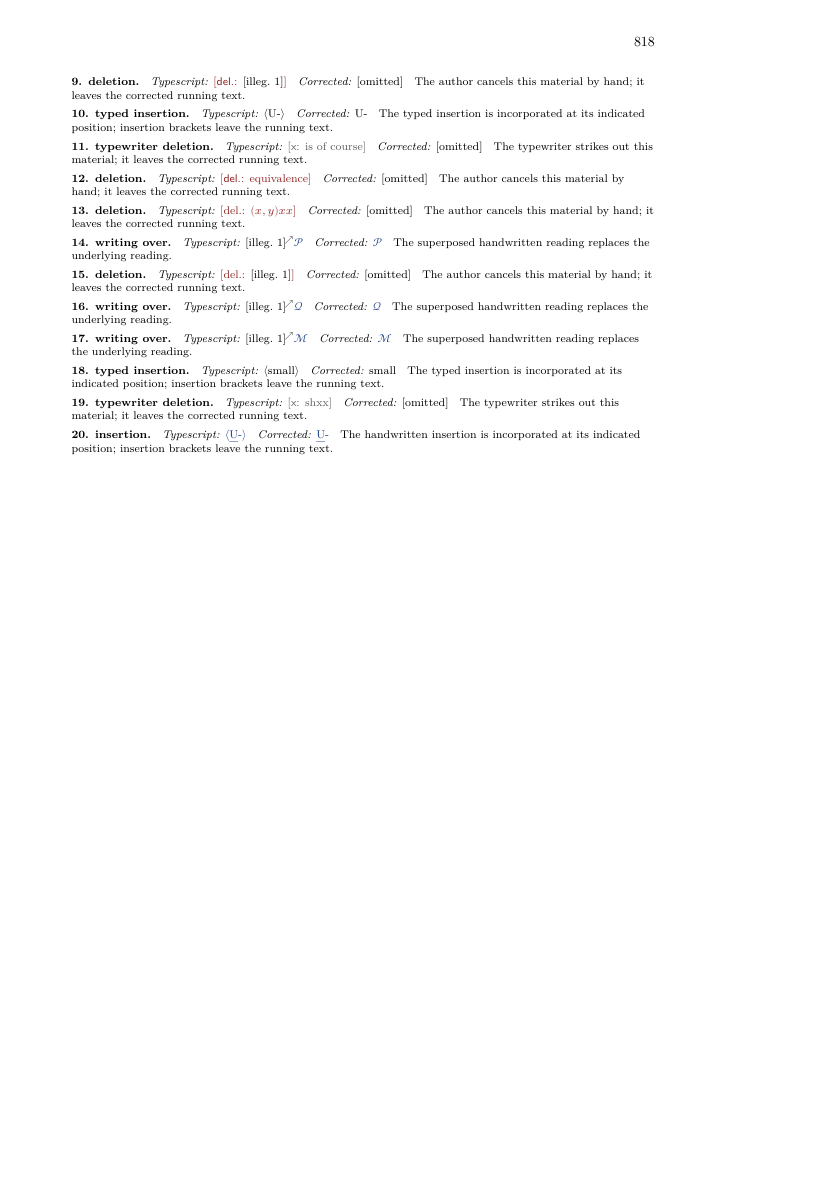 818
9. deletion. Typescript: [del.: [illeg. 1]] Corrected: [omitted] The author cancels this material by hand; it
leaves the corrected running text.
10. typed insertion. Typescript: ⟨U-⟩ Corrected: U- The typed insertion is incorporated at its indicated
position; insertion brackets leave the running text.
11. typewriter deletion. Typescript: [x: is of course] Corrected: [omitted] The typewriter strikes out this
material; it leaves the corrected running text.
12. deletion. Typescript: [del.: equivalence] Corrected: [omitted] The author cancels this material by
hand; it leaves the corrected running text.
13. deletion. Typescript: [del.: (x, y)xx] Corrected: [omitted] The author cancels this material by hand; it
leaves the corrected running text.
14. writing over. Typescript: [illeg. 1]↗𝒫 Corrected: 𝒫 The superposed handwritten reading replaces the
underlying reading.
15. deletion. Typescript: [del.: [illeg. 1]] Corrected: [omitted] The author cancels this material by hand; it
leaves the corrected running text.
16. writing over. Typescript: [illeg. 1]↗𝒬 Corrected: 𝒬 The superposed handwritten reading replaces the
underlying reading.
17. writing over. Typescript: [illeg. 1]↗ℳ Corrected: ℳ The superposed handwritten reading replaces
the underlying reading.
18. typed insertion. Typescript: ⟨small⟩ Corrected: small The typed insertion is incorporated at its
indicated position; insertion brackets leave the running text.
19. typewriter deletion. Typescript: [x: shxx] Corrected: [omitted] The typewriter strikes out this
material; it leaves the corrected running text.
20. insertion. Typescript: ⟨U-⟩ Corrected: U- The handwritten insertion is incorporated at its indicated
position; insertion brackets leave the running text.